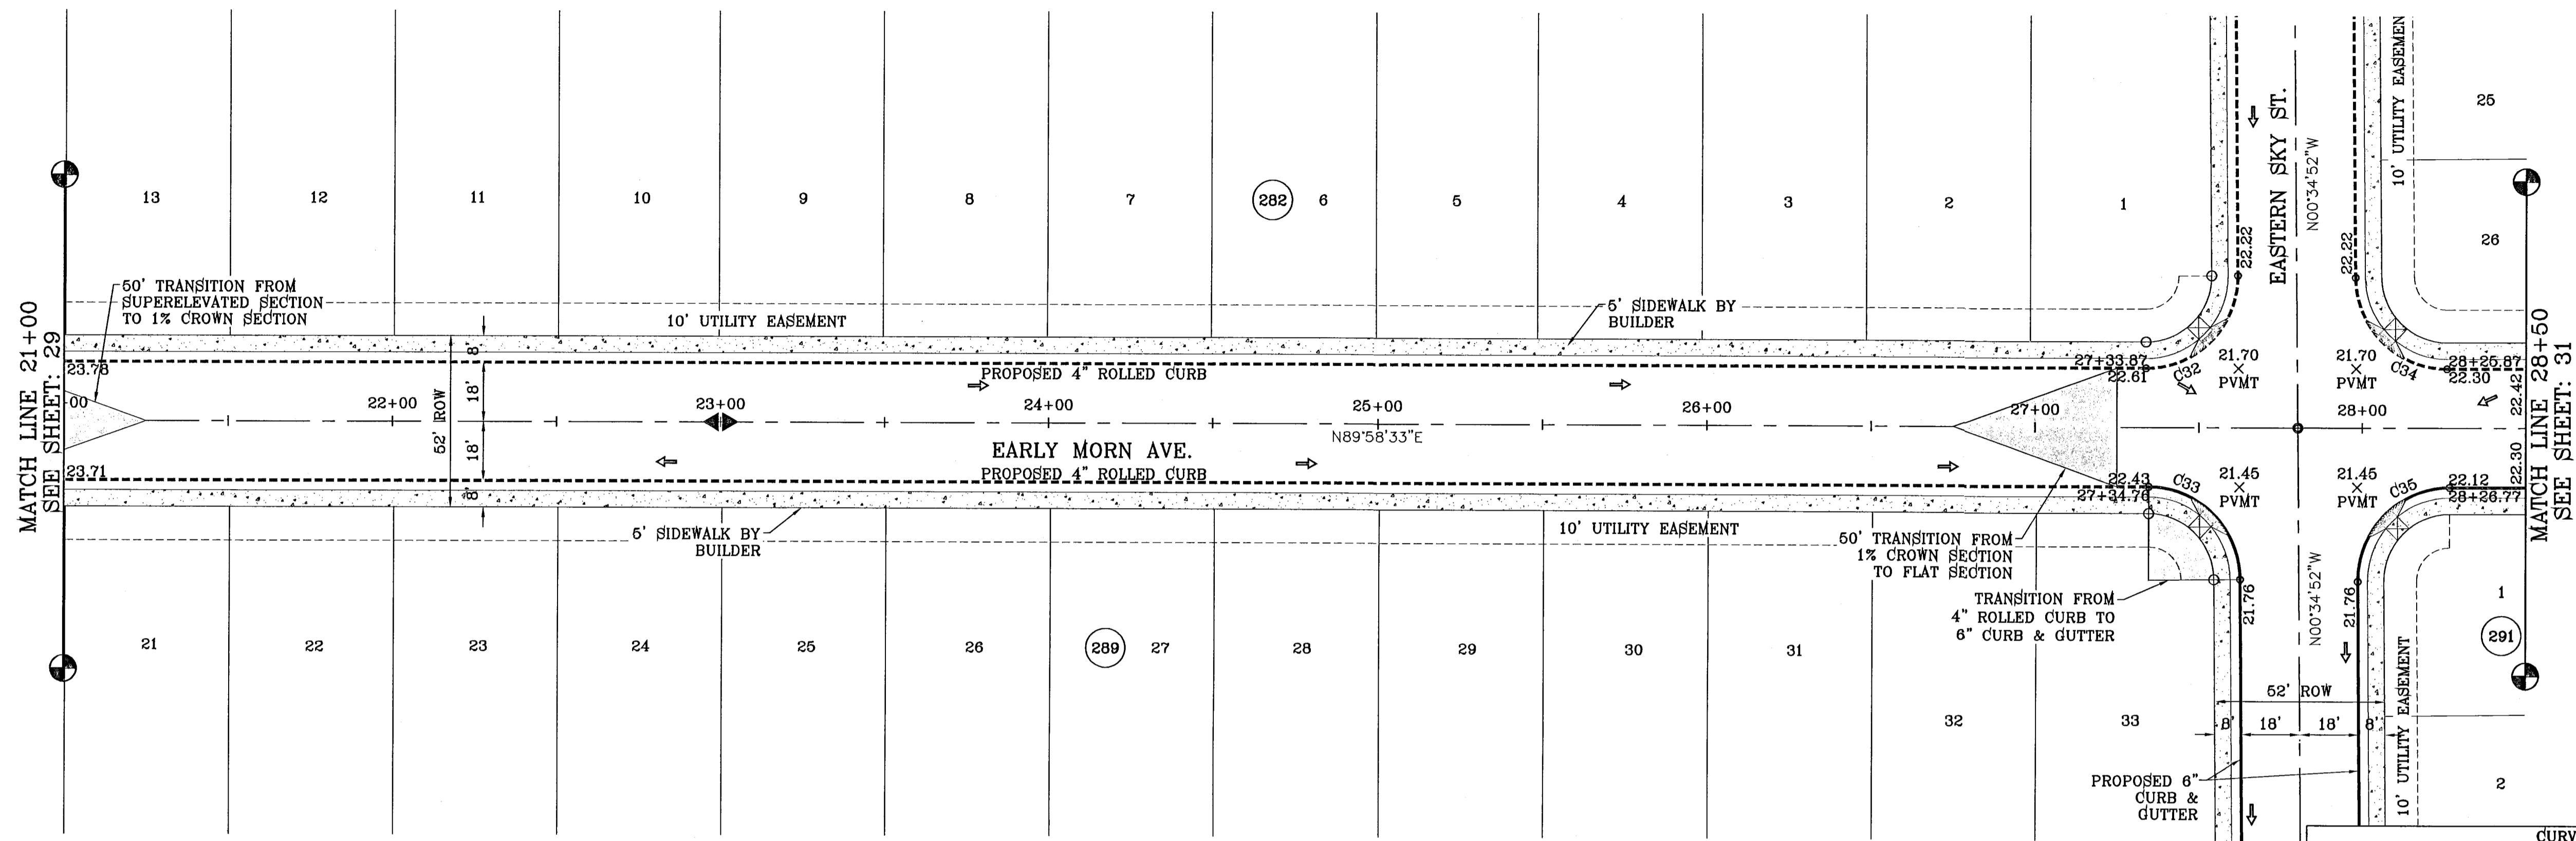 MATCH LINE 21+00
SEE SHEET: 29
13
12
11
10
9
8
7
282
6
5
4
3
2
1
50' TRANSITION FROM
SUPERELEVATED SECTION
TO 1% CROWN SECTION
10' UTILITY EASEMENT
5' SIDEWALK BY
BUILDER
23.78
PROPOSED 4" ROLLED CURB
27+33.87
22.61
C32
8'
18'
52' ROW
18'
8'
00
22+00
23+00
24+00
25+00
26+00
27+00
28+00
EARLY MORN AVE.
N89°58'33"E
23.71
PROPOSED 4" ROLLED CURB
22.43
27+34.76
C33
5' SIDEWALK BY
BUILDER
10' UTILITY EASEMENT
50' TRANSITION FROM
1% CROWN SECTION
TO FLAT SECTION
TRANSITION FROM
4" ROLLED CURB TO
6" CURB & GUTTER
21
22
23
24
25
26
289
27
28
29
30
31
32
33
EASTERN SKY ST.
N00°34'52"W
22.22
22.22
10' UTILITY EASEMEN
25
26
21.70
PVMT
21.70
PVMT
C34
28+25.87
22.30
22.42
21.45
PVMT
21.45
PVMT
C35
22.12
28+26.77
22.30
MATCH LINE 28+50
SEE SHEET: 31
21.76
21.76
N00°34'52"W
1
291
52' ROW
8'
18'
18'
8'
10' UTILITY EASEMENT
PROPOSED 6"
CURB &
GUTTER
2
CURV